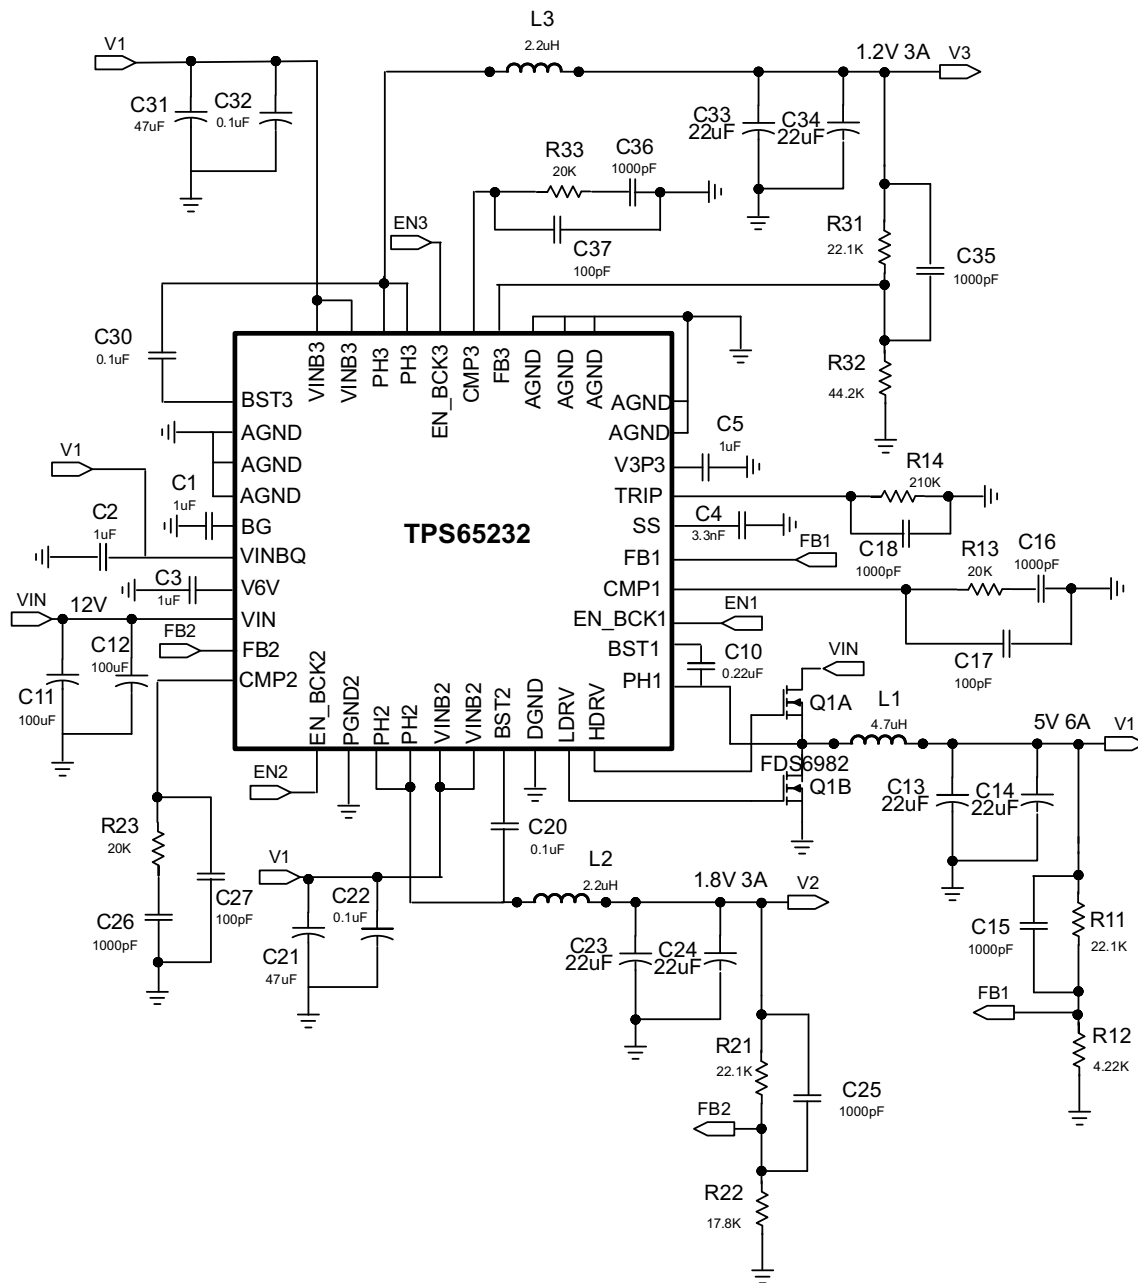 L3
2.2uH
V1
1.2V 3A
V3
C31
47uF
C32
0.1uF
C33
22uF
C34
22uF
R33
20K
C36
1000pF
EN3
C37
100pF
R31
22.1K
C35
1000pF
C30
0.1uF
R32
44.2K
VINB3
VINB3
PH3
PH3
EN_BCK3
CMP3
FB3
AGND
AGND
AGND
BST3
AGND
AGND
AGND
BG
VINBQ
V6V
VIN
FB2
CMP2
TPS65232
AGND
AGND
V3P3
TRIP
SS
FB1
CMP1
EN_BCK1
BST1
PH1
EN_BCK2
PGND2
PH2
PH2
VINB2
VINB2
BST2
DGND
LDRV
HDRV
V1
C1
1uF
C2
1uF
C3
1uF
VIN
12V
FB2
C12
100uF
C11
100uF
C5
1uF
R14
210K
C4
3.3nF
C18
1000pF
FB1
R13
20K
C16
1000pF
EN1
C17
100pF
C10
0.22uF
VIN
Q1A
L1
4.7uH
5V 6A
V1
FDS6982
Q1B
C13
22uF
C14
22uF
EN2
R23
20K
C27
100pF
C26
1000pF
V1
C22
0.1uF
C21
47uF
C20
0.1uF
L2
2.2uH
1.8V 3A
V2
C23
22uF
C24
22uF
C15
1000pF
R11
22.1K
FB1
R12
4.22K
R21
22.1K
C25
1000pF
FB2
R22
17.8K